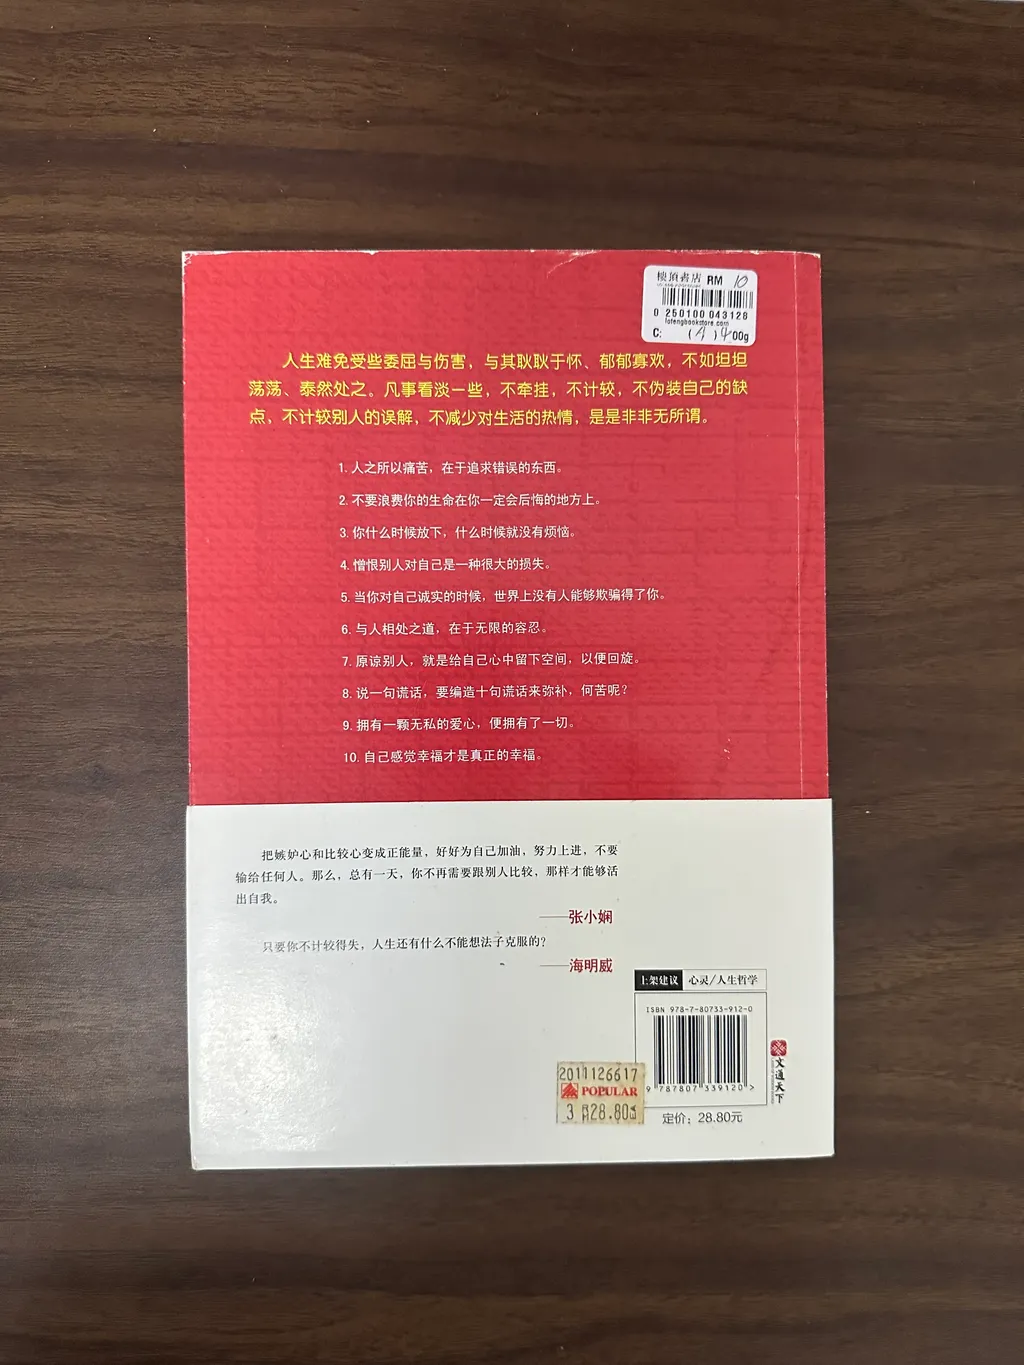 樓頂書店 RM 10
0 250100 043128
lofengbookstore.com
C:
00g
人生难免受些委屈与伤害，与其耿耿于怀、郁郁寡欢，不如坦坦
荡荡、泰然处之。凡事看淡一些，不牵挂，不计较，不伪装自己的缺
点，不计较别人的误解，不减少对生活的热情，是是非非无所谓。
1. 人之所以痛苦，在于追求错误的东西。
2. 不要浪费你的生命在你一定会后悔的地方上。
3. 你什么时候放下，什么时候就没有烦恼。
4. 憎恨别人对自己是一种很大的损失。
5. 当你对自己诚实的时候，世界上没有人能够欺骗得了你。
6. 与人相处之道，在于无限的容忍。
7. 原谅别人，就是给自己心中留下空间，以便回旋。
8. 说一句谎话，要编造十句谎话来弥补，何苦呢？
9. 拥有一颗无私的爱心，便拥有了一切。
10. 自己感觉幸福才是真正的幸福。
把嫉妒心和比较心变成正能量，好好为自己加油，努力上进，不要
输给任何人。那么，总有一天，你不再需要跟别人比较，那样才能够活
出自我。
——张小娴
只要你不计较得失，人生还有什么不能想法子克服的？
——海明威
上架建议 心灵/人生哲学
ISBN 978-7-80733-912-0
9 787807 339120 >
文通天下
2011126617
POPULAR
28.80
定价：28.80元